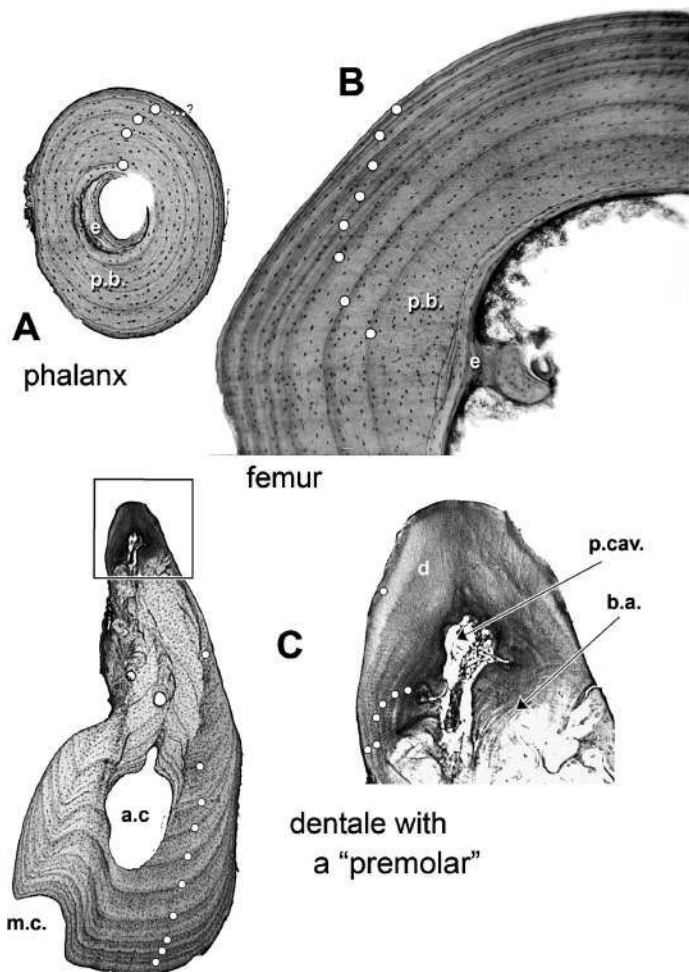 B
?
e
p.b.
A
phalanx
p.b.
e
femur
p.cav.
d
b.a.
C
a.c
dentale with
a “premolar”
m.c.